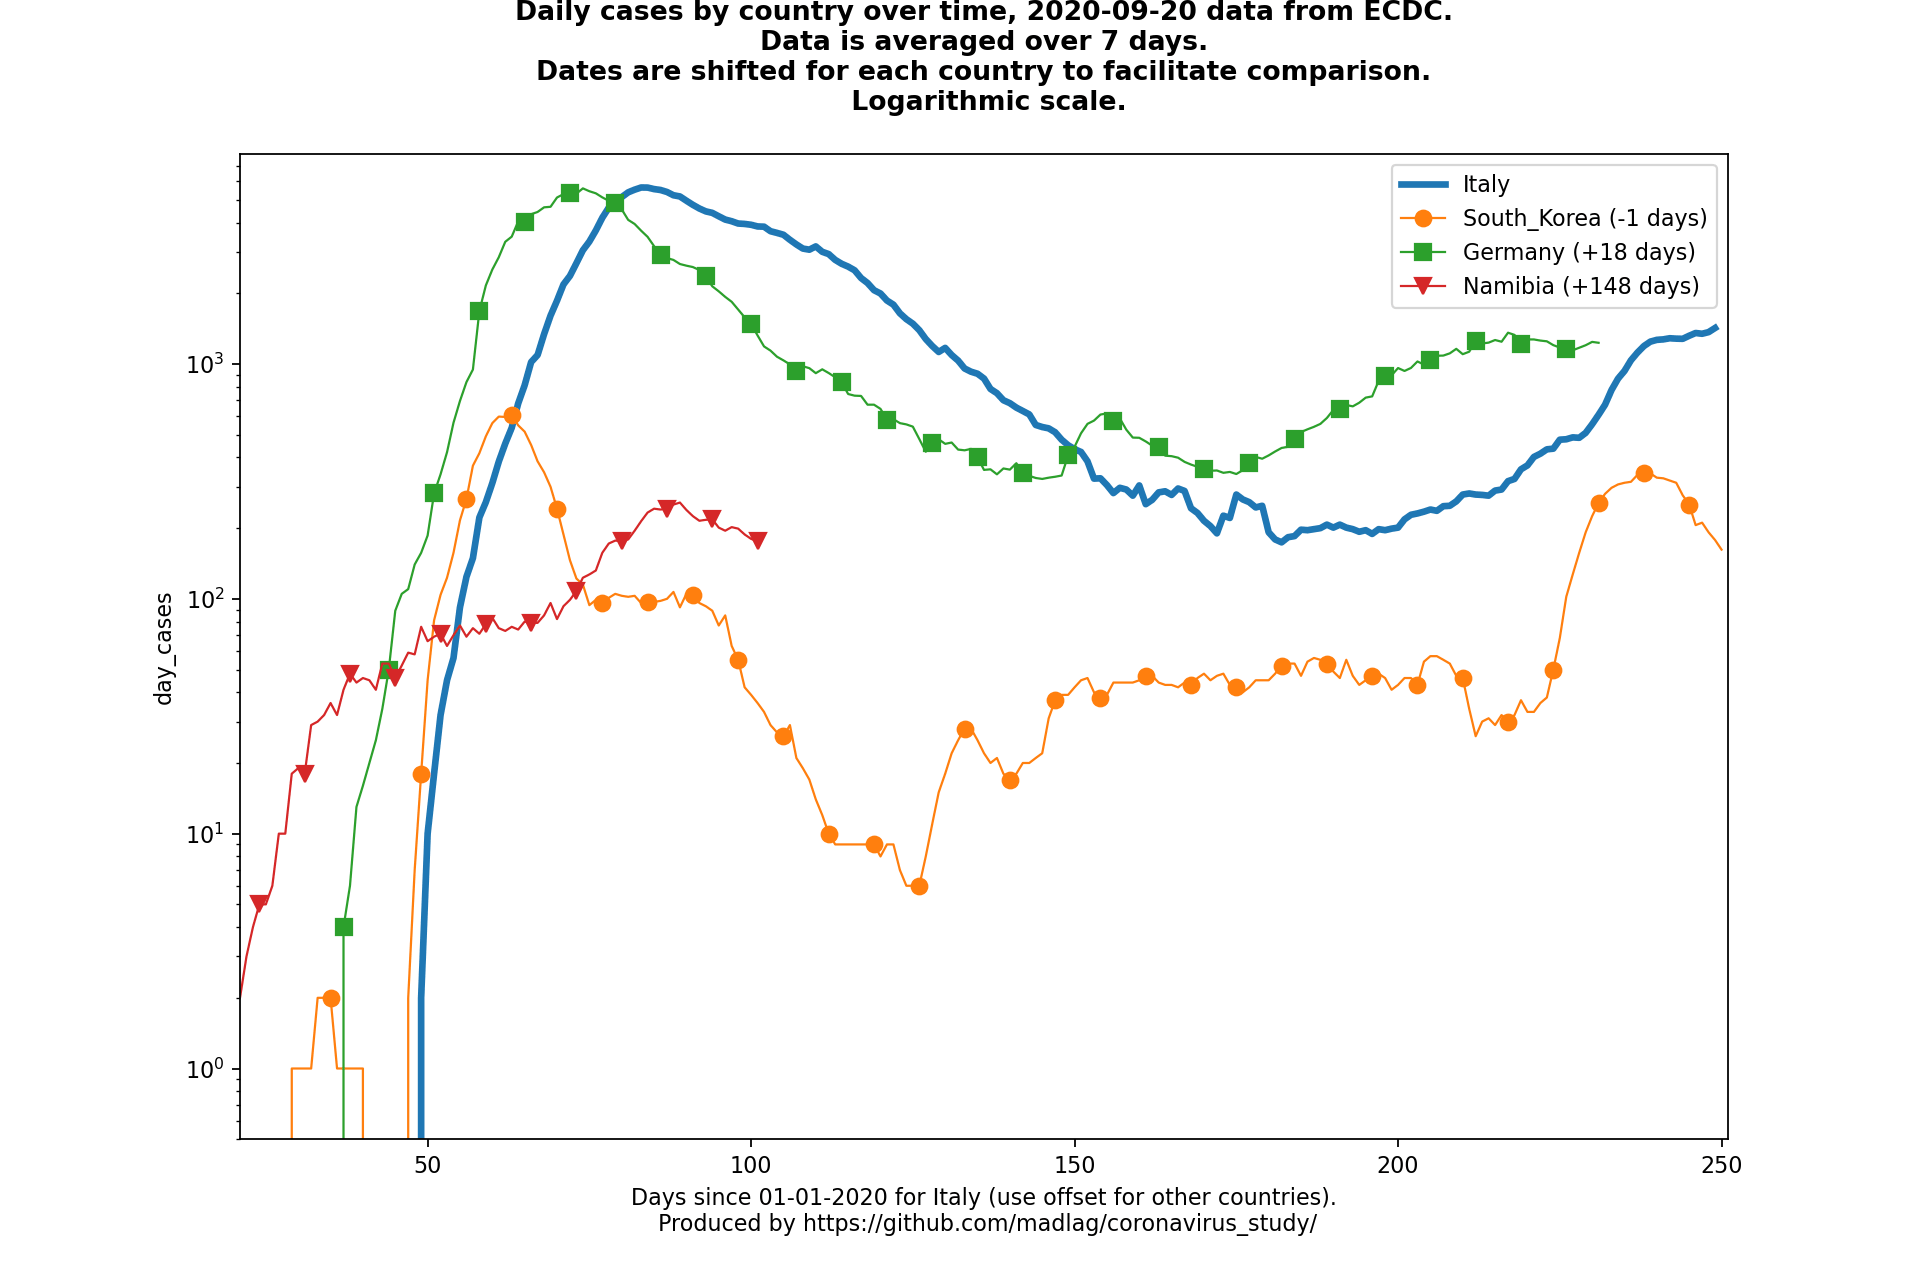 Daily cases by country over time, 2020-09-20 data from ECDC.
Data is averaged over 7 days.
Dates are shifted for each country to facilitate comparison.
Logarithmic scale.
Italy
South_Korea (-1 days)
Germany (+18 days)
Namibia (+148 days)
10³
10²
10¹
10⁰
day_cases
50 100 150 200 250
Days since 01-01-2020 for Italy (use offset for other countries).
Produced by https://github.com/madlag/coronavirus_study/